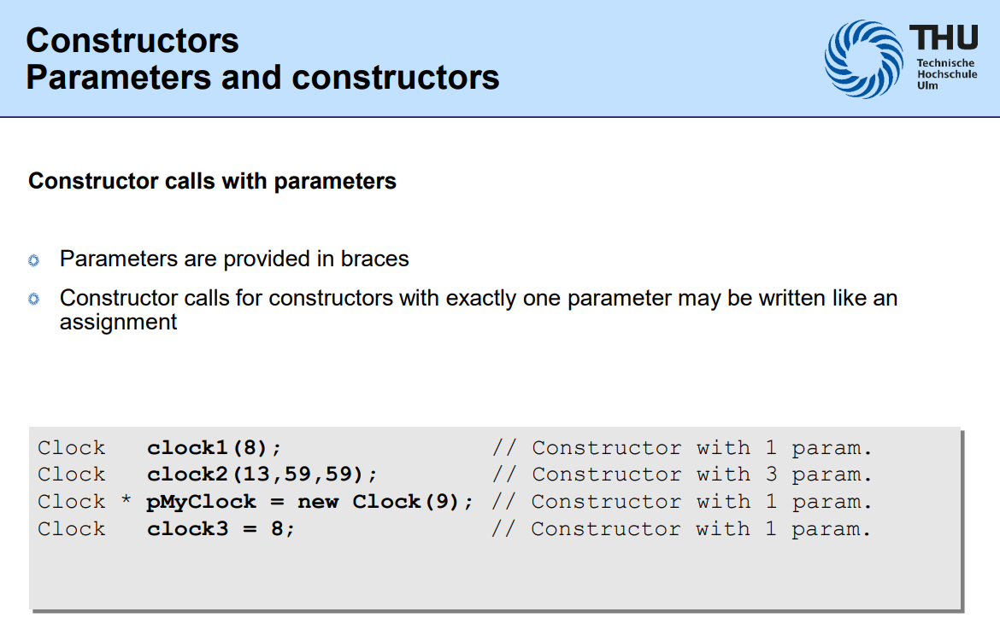 Constructors
Parameters and constructors
THU
Technische
Hochschule
Ulm
Constructor calls with parameters
Parameters are provided in braces
Constructor calls for constructors with exactly one parameter may be written like an
assignment
Clock   clock1(8);                // Constructor with 1 param.
Clock   clock2(13,59,59);         // Constructor with 3 param.
Clock * pMyClock = new Clock(9);  // Constructor with 1 param.
Clock   clock3 = 8;               // Constructor with 1 param.